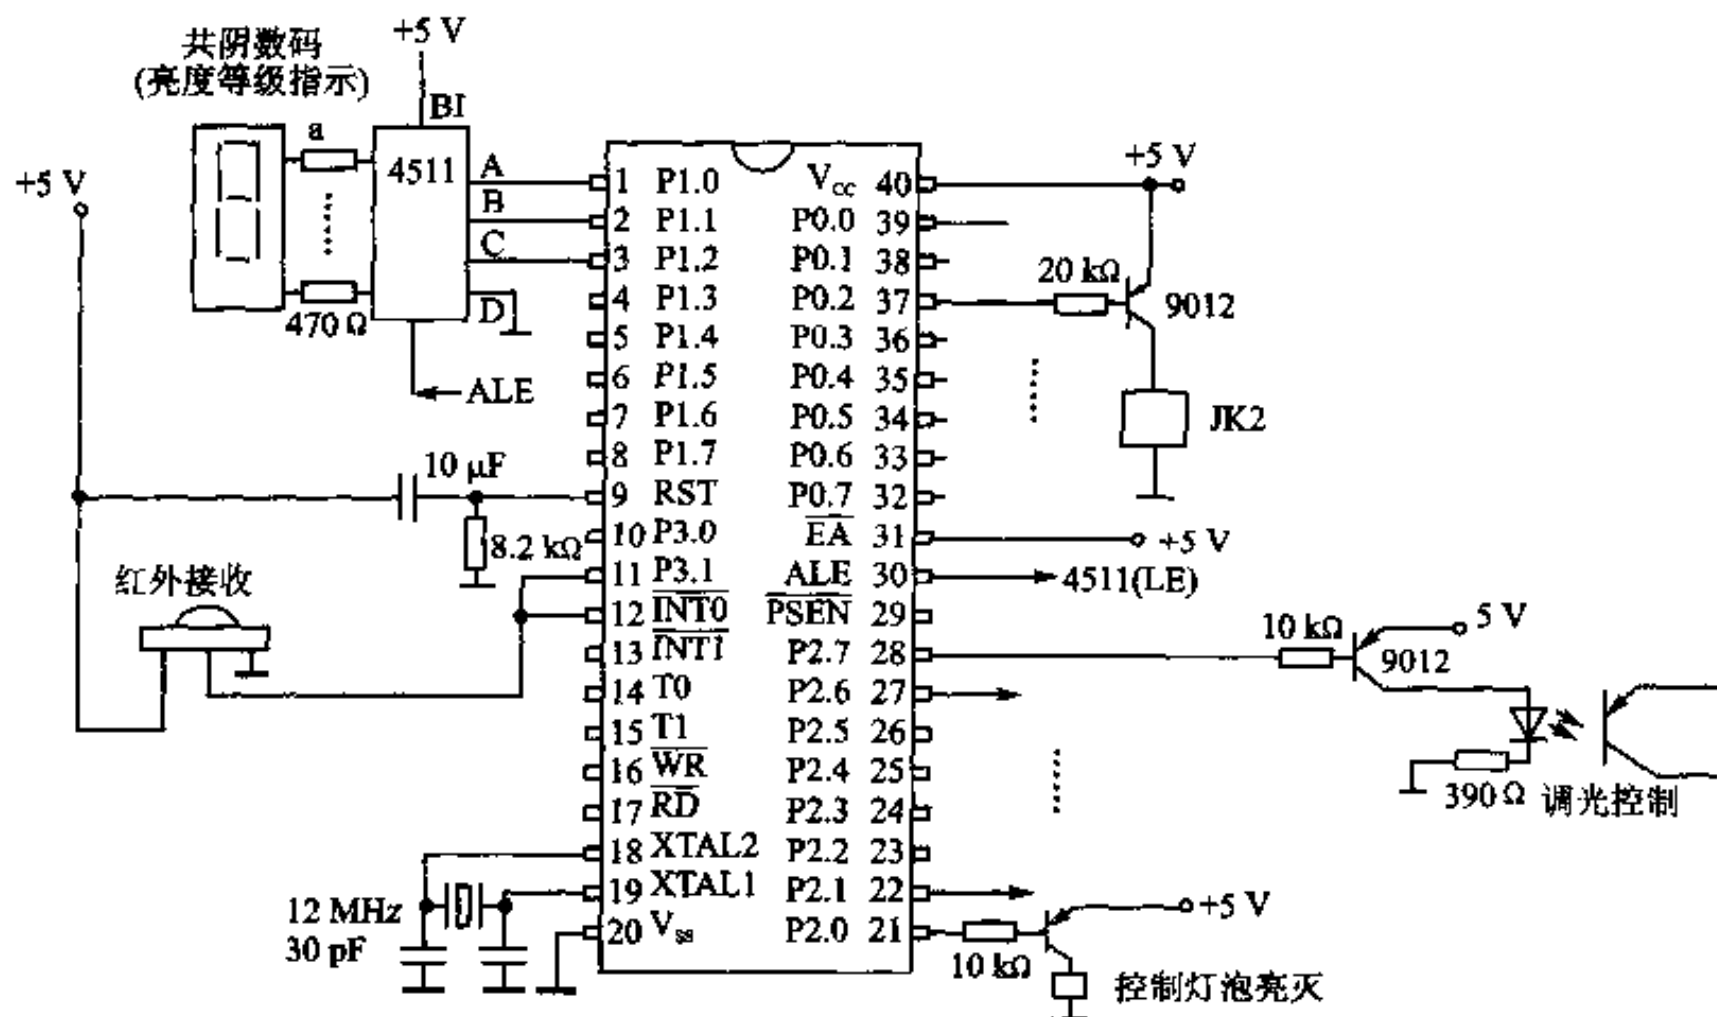 共阴数码
(亮度等级指示)
+5 V
BI
a
4511
A
B
C
D
470 Ω
ALE
+5 V
10 μF
8.2 kΩ
红外接收
12 MHz
30 pF
1 P1.0
2 P1.1
3 P1.2
4 P1.3
5 P1.4
6 P1.5
7 P1.6
8 P1.7
9 RST
10 P3.0
11 P3.1
12 INT0
13 INT1
14 T0
15 T1
16 WR
17 RD
18 XTAL2
19 XTAL1
20 Vss
Vcc 40
P0.0 39
P0.1 38
P0.2 37
P0.3 36
P0.4 35
P0.5 34
P0.6 33
P0.7 32
EA 31
ALE 30
PSEN 29
P2.7 28
P2.6 27
P2.5 26
P2.4 25
P2.3 24
P2.2 23
P2.1 22
P2.0 21
+5 V
20 kΩ
9012
JK2
+5 V
4511(LE)
10 kΩ
5 V
9012
390 Ω
调光控制
+5 V
10 kΩ
控制灯泡亮灭